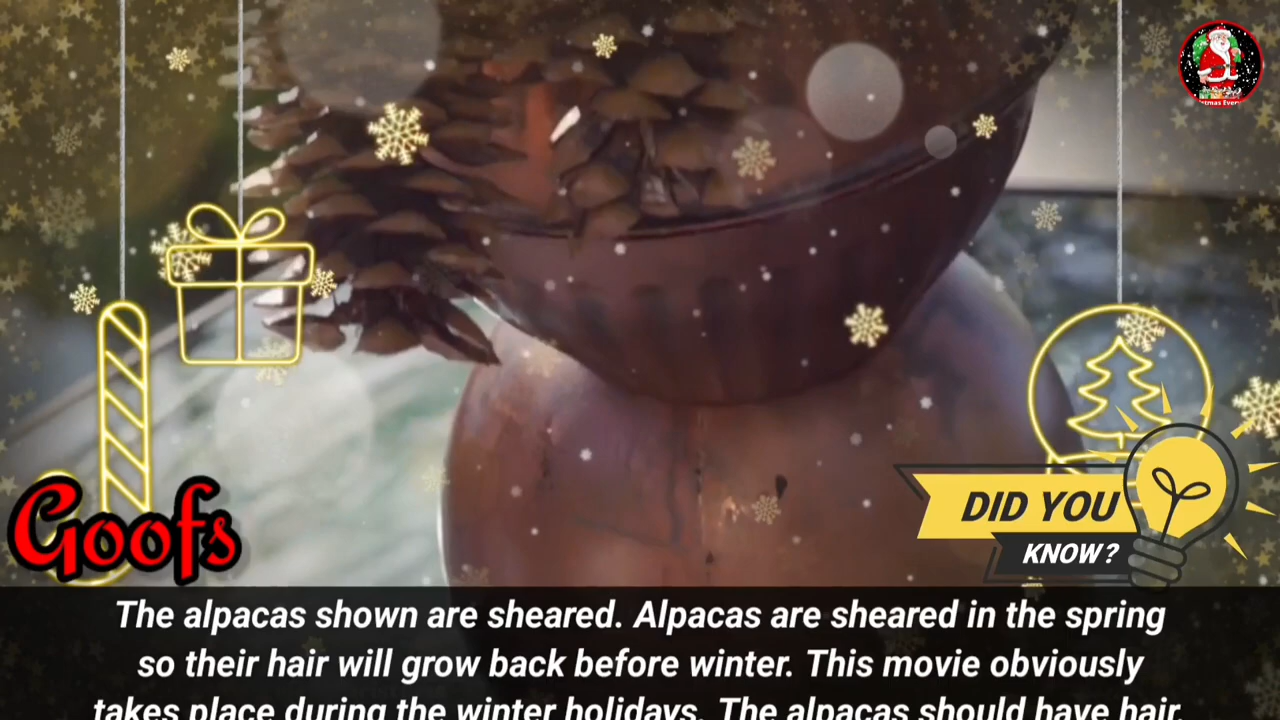 Goofs
DID YOU
KNOW?
The alpacas shown are sheared. Alpacas are sheared in the spring
so their hair will grow back before winter. This movie obviously
takes place during the winter holidays. The alpacas should have hair